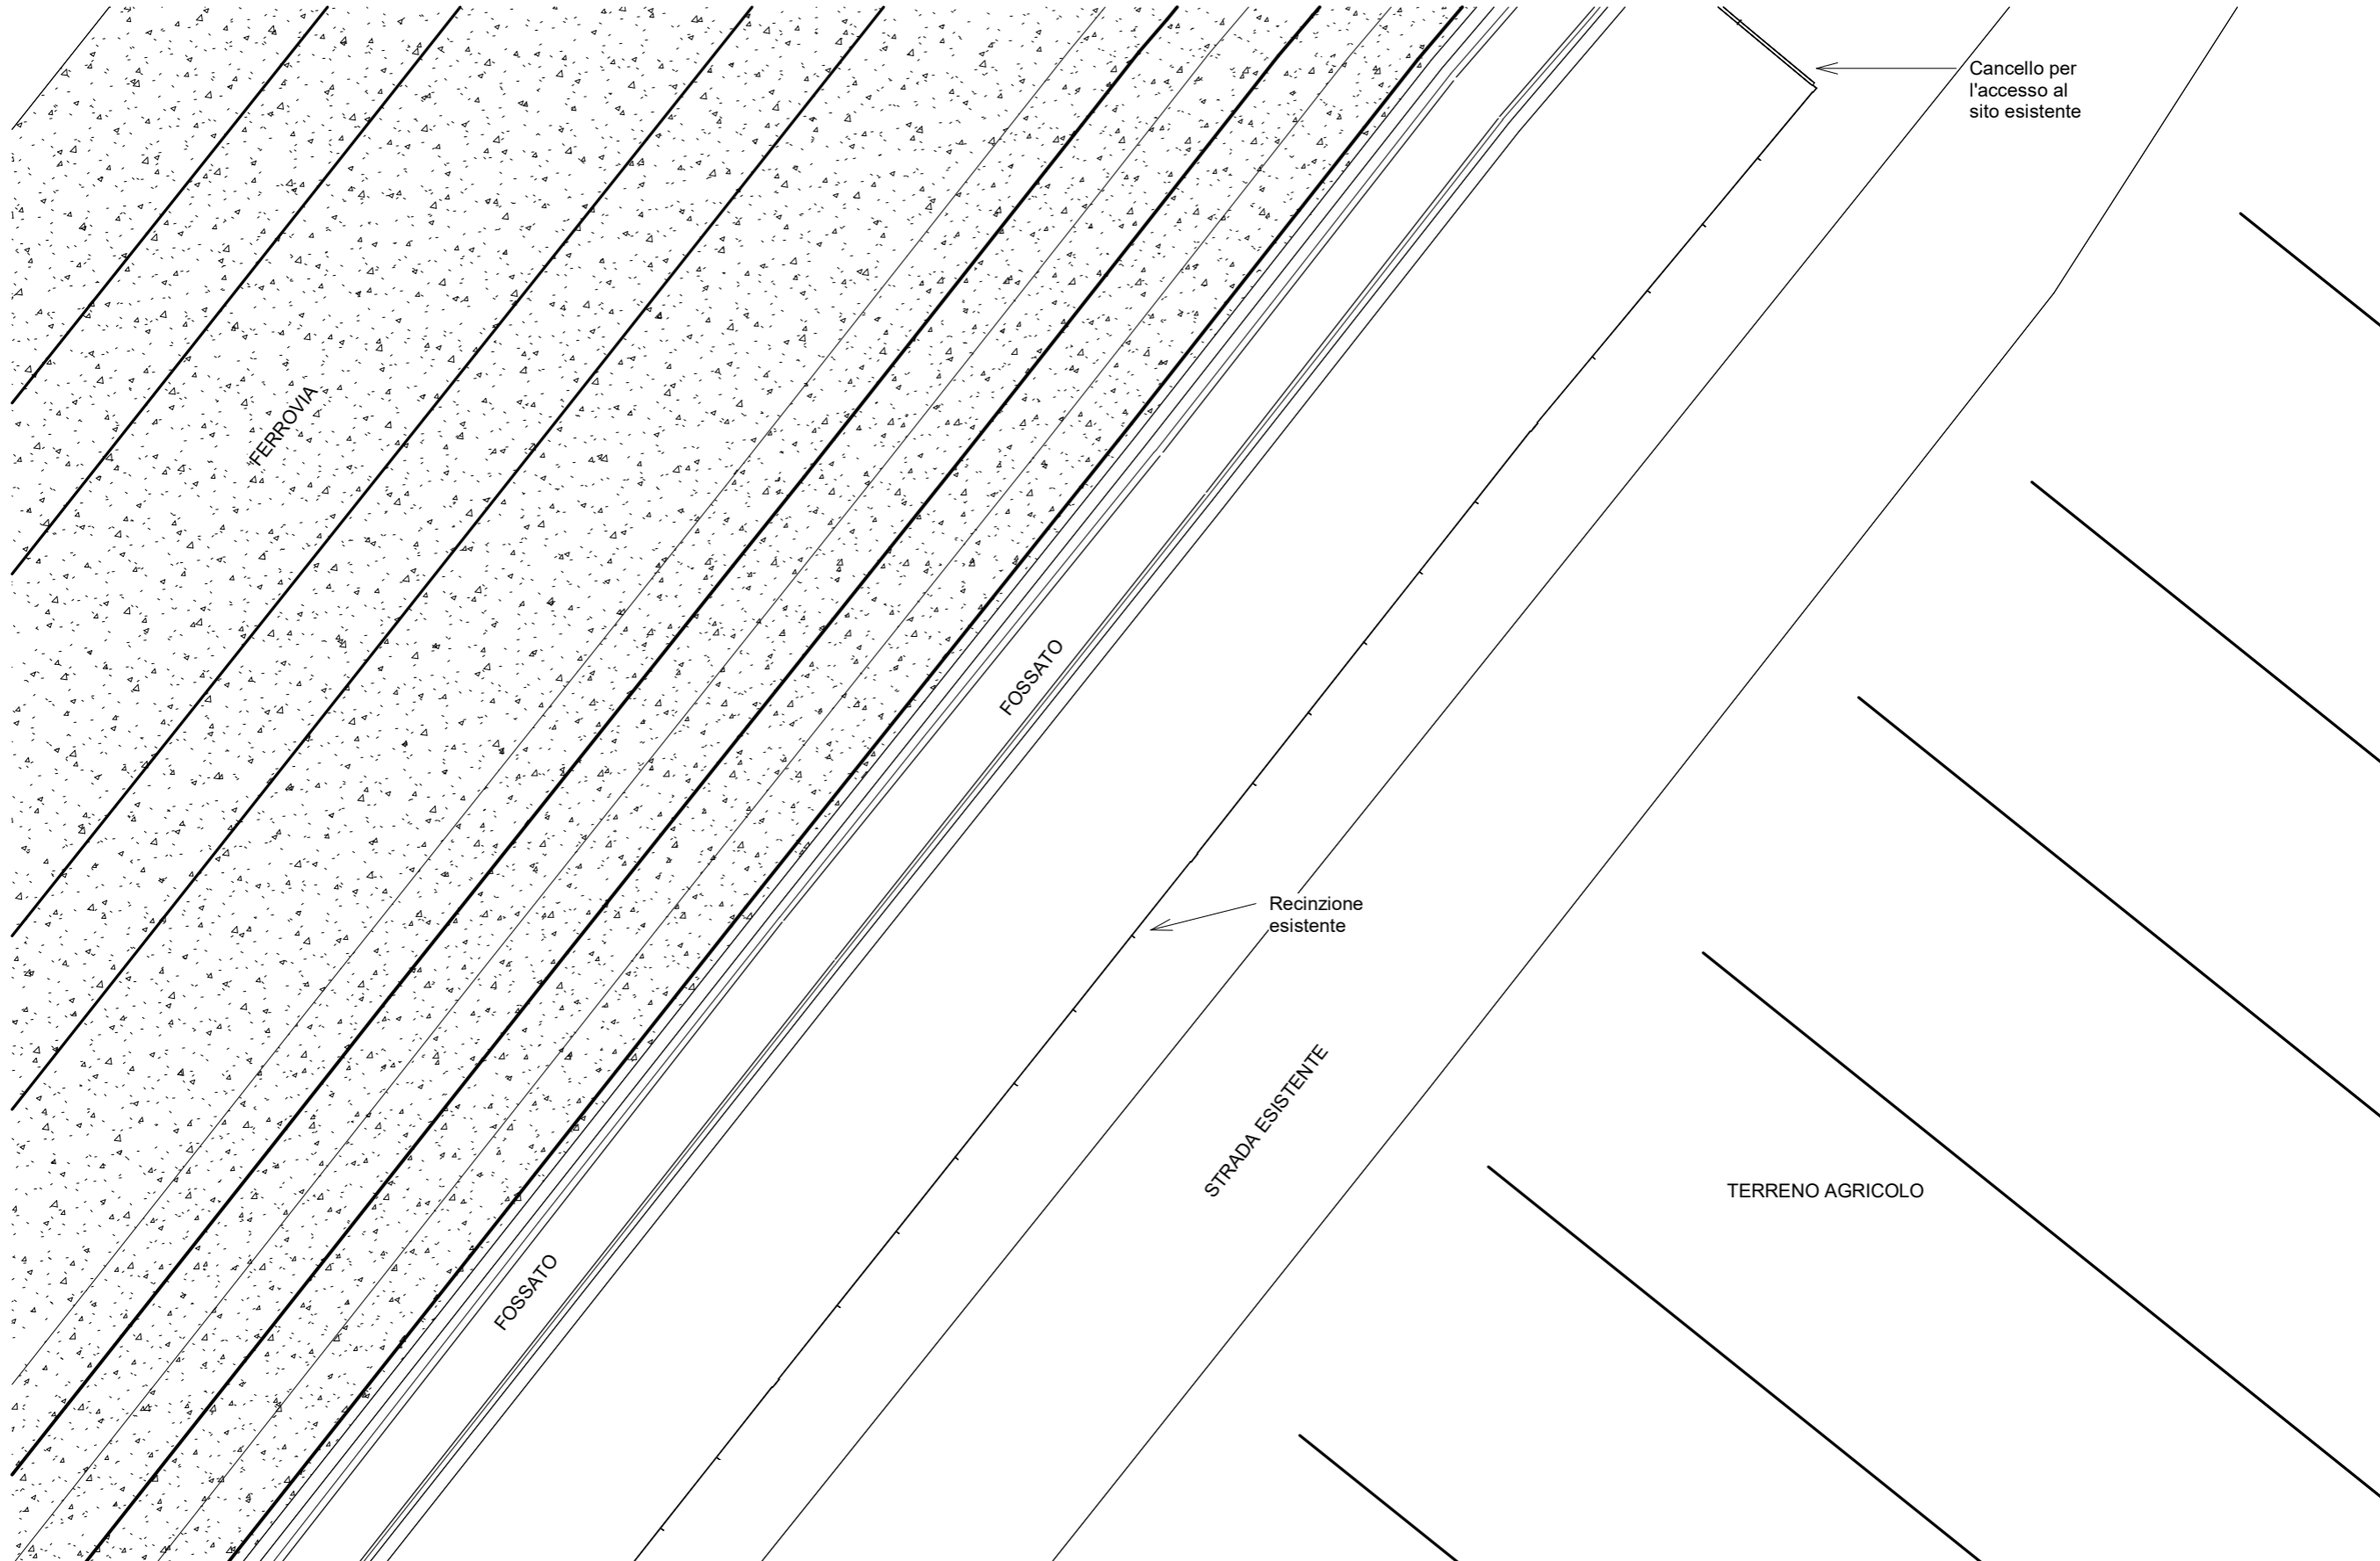 Cancello per
l'accesso al
sito esistente
FERROVIA
FOSSATO
Recinzione
esistente
STRADA ESISTENTE
TERRENO AGRICOLO
FOSSATO